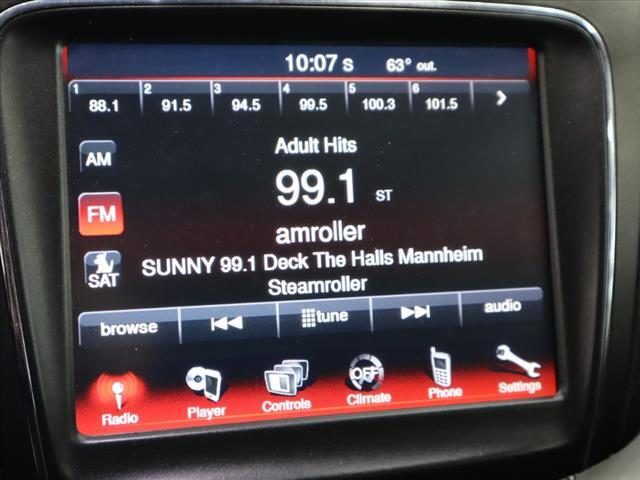 10:07 S 63° out.
1 2 3 4 5 6
88.1 91.5 94.5 99.5 100.3 101.5
Adult Hits
AM
99.1 ST
FM
amroller
SUNNY 99.1 Deck The Halls Mannheim
Steamroller
SAT
browse tune audio
OFF
Radio Player Controls Climate Phone Settings